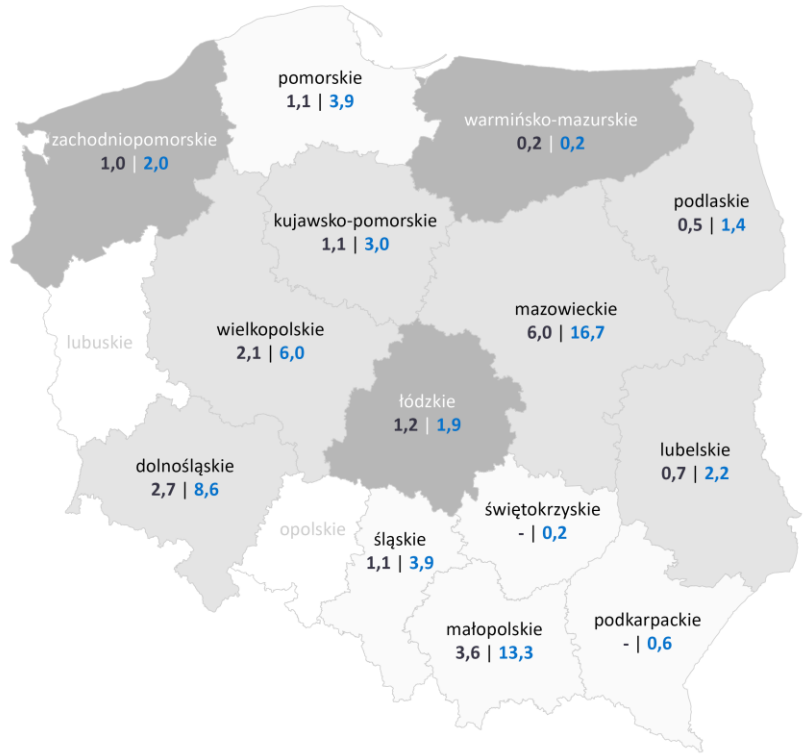 pomorskie
1,1 | 3,9
warmińsko-mazurskie
0,2 | 0,2
zachodniopomorskie
1,0 | 2,0
podlaskie
0,5 | 1,4
kujawsko-pomorskie
1,1 | 3,0
mazowieckie
6,0 | 16,7
wielkopolskie
2,1 | 6,0
lubuskie
łódzkie
1,2 | 1,9
lubelskie
0,7 | 2,2
dolnośląskie
2,7 | 8,6
świętokrzyskie
- | 0,2
opolskie
śląskie
1,1 | 3,9
podkarpackie
- | 0,6
małopolskie
3,6 | 13,3